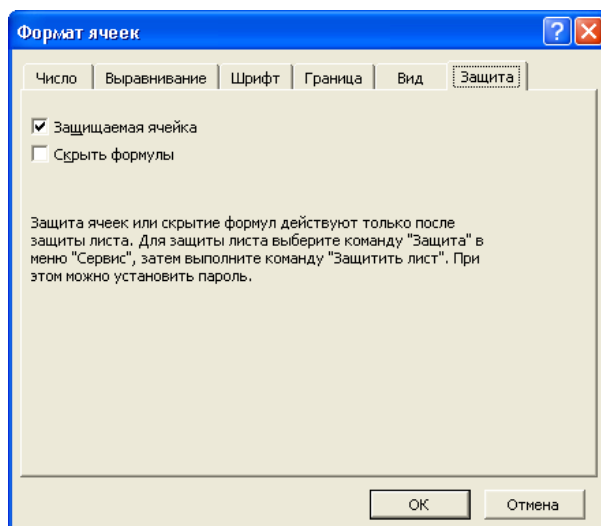 Формат ячеек
Число Выравнивание Шрифт Граница Вид Защита
Защищаемая ячейка
Скрыть формулы
Защита ячеек или скрытие формул действуют только после
защиты листа. Для защиты листа выберите команду "Защита" в
меню "Сервис", затем выполните команду "Защитить лист". При
этом можно установить пароль.
ОК Отмена